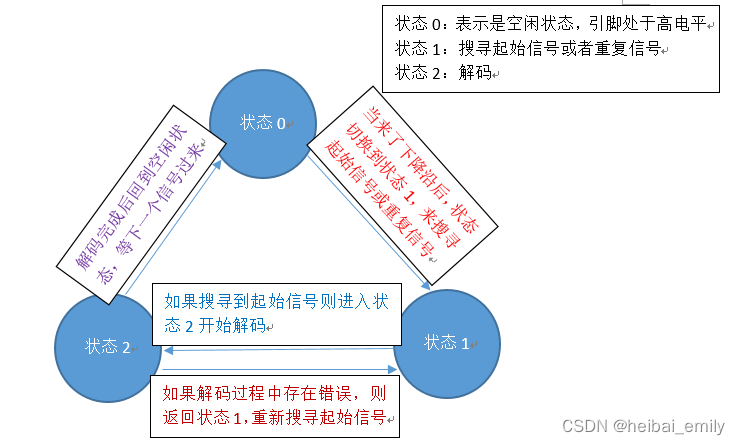 状态 0：表示是空闲状态，引脚处于高电平
状态 1：搜寻起始信号或者重复信号
状态 2：解码
状态 0
当来了下降沿后，状态
切换到状态 1，来搜寻
起始信号或重复信号
解码完成后回到空闲状
态，等下一个信号过来
如果搜寻到起始信号则进入状
态 2 开始解码
状态 2
状态 1
如果解码过程中存在错误，则
返回状态 1，重新搜寻起始信号
CSDN @heibai_emily